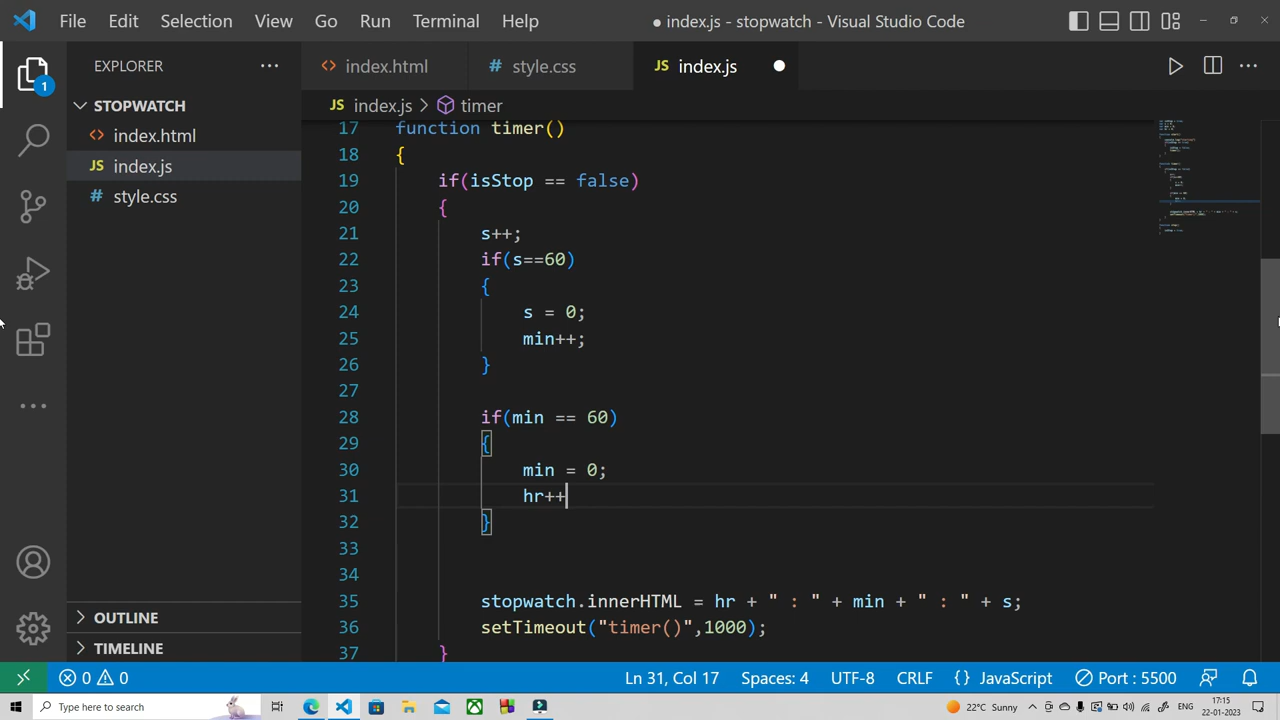 File Edit Selection View Go Run Terminal Help ● index.js - stopwatch - Visual Studio Code
EXPLORER
index.html
style.css
JS index.js
STOPWATCH
index.html
JS index.js
style.css
1
JS index.js > timer
17 function timer()
18 {
19 if(isStop == false)
20 {
21 s++;
22 if(s==60)
23 {
24 s = 0;
25 min++;
26 }
27
28 if(min == 60)
29 {
30 min = 0;
31 hr++
32 }
33
34
35 stopwatch.innerHTML = hr + " : " + min + " : " + s;
36 setTimeout("timer()",1000);
37 }
OUTLINE
TIMELINE
0 0 Ln 31, Col 17 Spaces: 4 UTF-8 CRLF {} JavaScript Port : 5500
Type here to search
22°C Sunny
ENG
17:15
22-01-2023